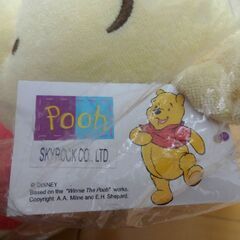 Pooh
SKYROCK CO., LTD.
© DISNEY
Based on the "Winnie The Pooh" works.
Copyright A.A. Milne and E.H. Shepard.